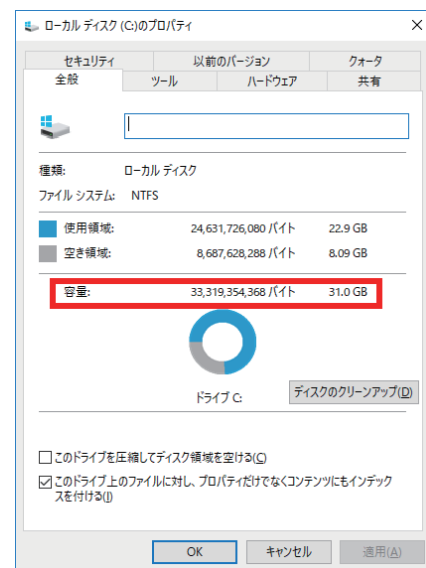 ローカル ディスク (C:)のプロパティ
セキュリティ 以前のバージョン クォータ
全般 ツール ハードウェア 共有
種類: ローカル ディスク
ファイル システム: NTFS
使用領域: 24,631,726,080 バイト 22.9 GB
空き領域: 8,687,628,288 バイト 8.09 GB
容量: 33,319,354,368 バイト 31.0 GB
ドライブ C: ディスクのクリーンアップ(D)
このドライブを圧縮してディスク領域を空ける(C)
このドライブ上のファイルに対し、プロパティだけでなくコンテンツにもインデック
スを付ける(I)
OK キャンセル 適用(A)